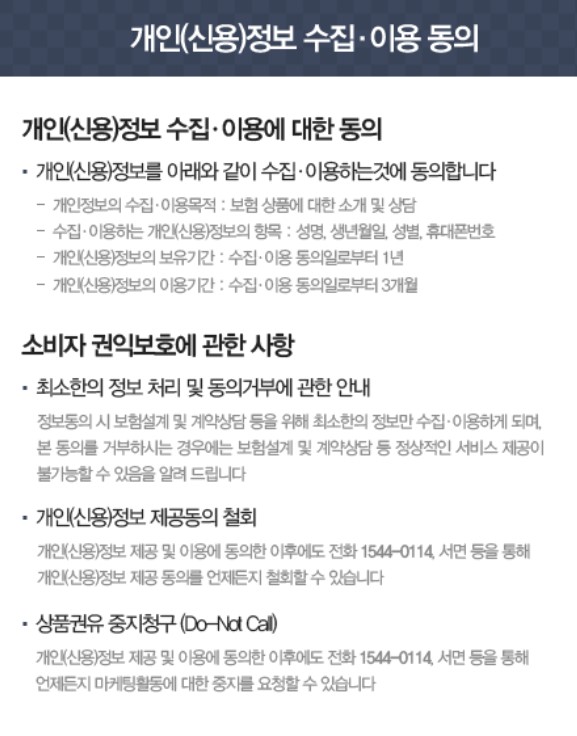 개인(신용)정보 수집·이용 동의
개인(신용)정보 수집·이용에 대한 동의
· 개인(신용)정보를 아래와 같이 수집·이용하는것에 동의합니다
- 개인정보의 수집·이용목적 : 보험 상품에 대한 소개 및 상담
- 수집·이용하는 개인(신용)정보의 항목 : 성명, 생년월일, 성별, 휴대폰번호
- 개인(신용)정보의 보유기간 : 수집·이용 동의일로부터 1년
- 개인(신용)정보의 이용기간 : 수집·이용 동의일로부터 3개월
소비자 권익보호에 관한 사항
· 최소한의 정보 처리 및 동의거부에 관한 안내
정보동의 시 보험설계 및 계약상담 등을 위해 최소한의 정보만 수집·이용하게 되며,
본 동의를 거부하시는 경우에는 보험설계 및 계약상담 등 정상적인 서비스 제공이
불가능할 수 있음을 알려 드립니다
· 개인(신용)정보 제공동의 철회
개인(신용)정보 제공 및 이용에 동의한 이후에도 전화 1544-0114, 서면 등을 통해
개인(신용)정보 제공 동의를 언제든지 철회할 수 있습니다
· 상품권유 중지청구 (Do-Not Call)
개인(신용)정보 제공 및 이용에 동의한 이후에도 전화 1544-0114, 서면 등을 통해
언제든지 마케팅활동에 대한 중지를 요청할 수 있습니다